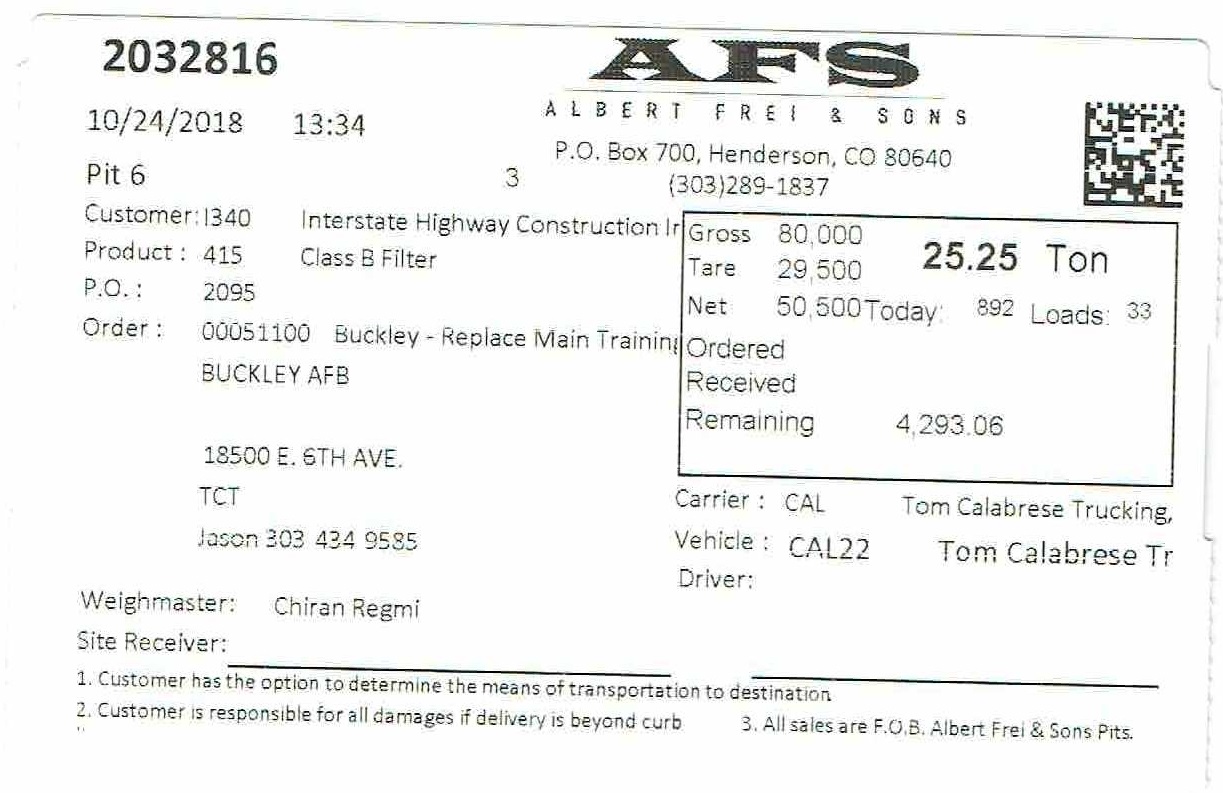 2032816
AFS
ALBERT FREI & SONS
10/24/2018 13:34
P.O. Box 700, Henderson, CO 80640
Pit 6 3 (303)289-1837
Customer: I340 Interstate Highway Construction Ir
Product : 415 Class B Filter
P.O. : 2095
Order : 00051100 Buckley - Replace Main Training
BUCKLEY AFB
18500 E. 6TH AVE.
TCT
Jason 303 434 9585
Gross 80,000 25.25 Ton
Tare 29,500
Net 50,500 Today: 892 Loads: 33
Ordered
Received
Remaining 4,293.06
Carrier : CAL Tom Calabrese Trucking,
Vehicle : CAL22 Tom Calabrese Tr
Driver:
Weighmaster: Chiran Regmi
Site Receiver:
1. Customer has the option to determine the means of transportation to destination
2. Customer is responsible for all damages if delivery is beyond curb 3. All sales are F.O.B. Albert Frei & Sons Pits.